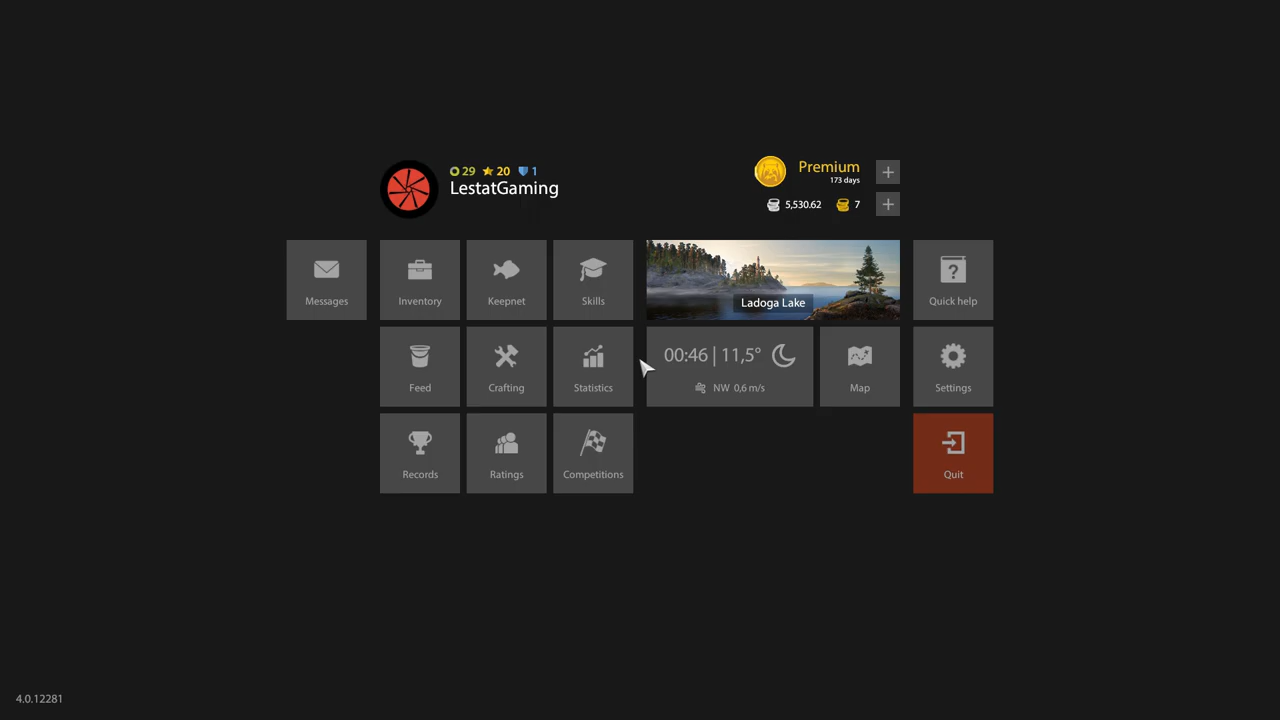 29 20 1
LestatGaming
Premium
173 days
5,530.62 7
Messages
Inventory
Keepnet
Skills
Ladoga Lake
Quick help
Feed
Crafting
Statistics
00:46 | 11,5°
NW 0,6 m/s
Map
Settings
Records
Ratings
Competitions
Quit
4.0.12281